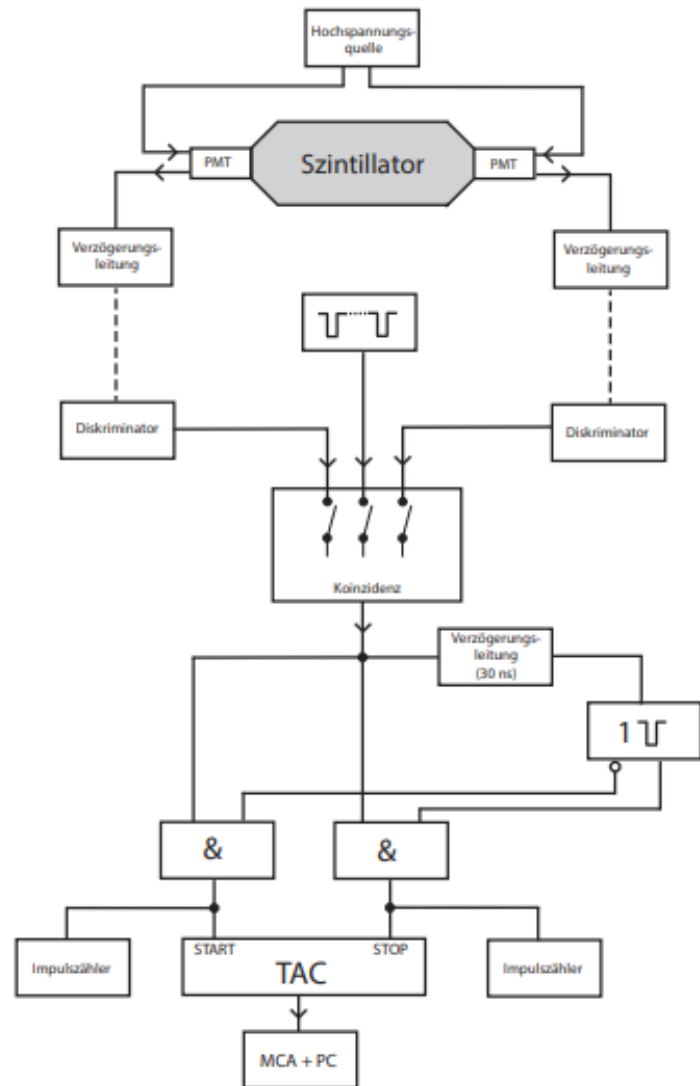 Hochspannungs-
quelle
PMT
Szintillator
PMT
Verzögerungs-
leitung
Verzögerungs-
leitung
Diskriminator
Diskriminator
Koinzidenz
Verzögerungs-
leitung
(30 ns)
1
&
&
START
STOP
Impulszähler
TAC
Impulszähler
MCA + PC